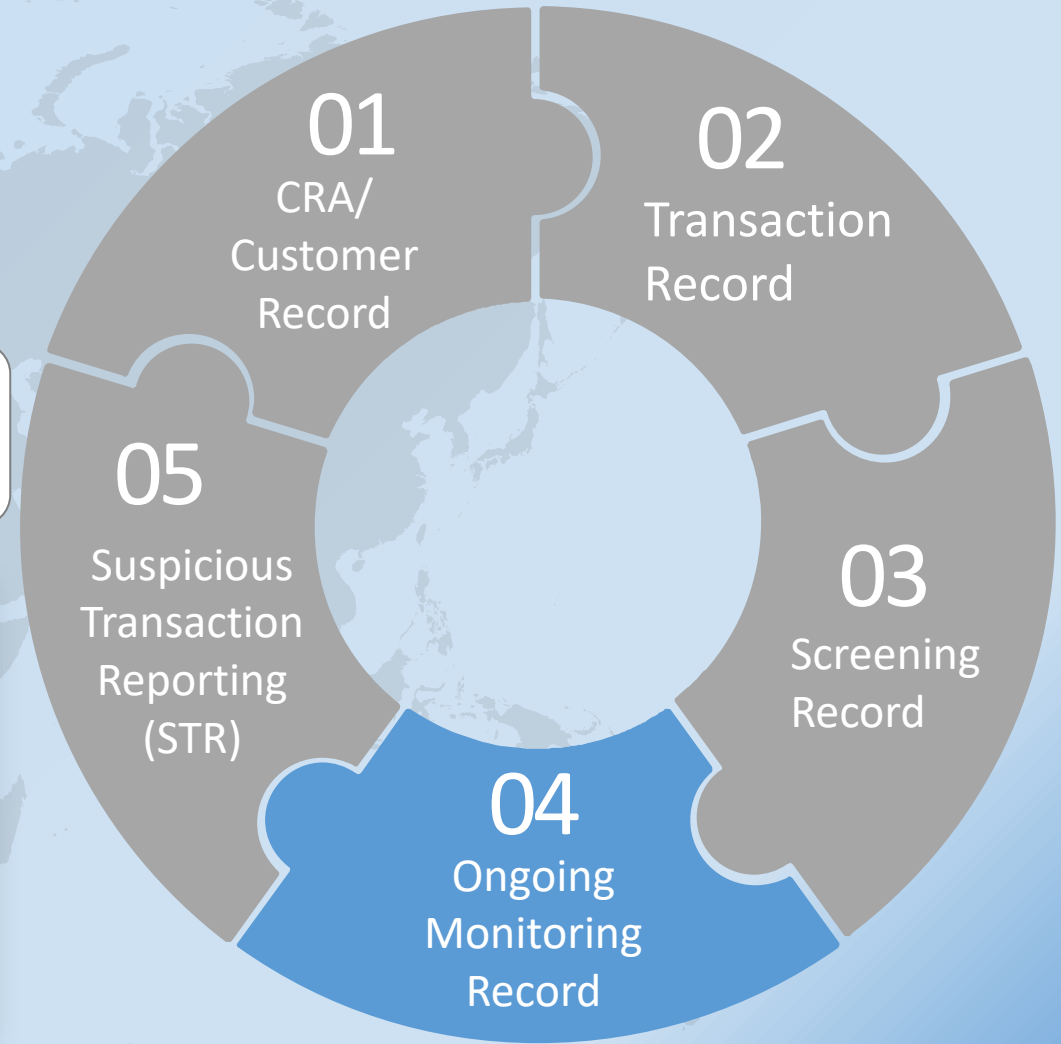 01
CRA/
Customer
Record
02
Transaction
Record
03
Screening
Record
04
Ongoing
Monitoring
Record
05
Suspicious
Transaction
Reporting
(STR)